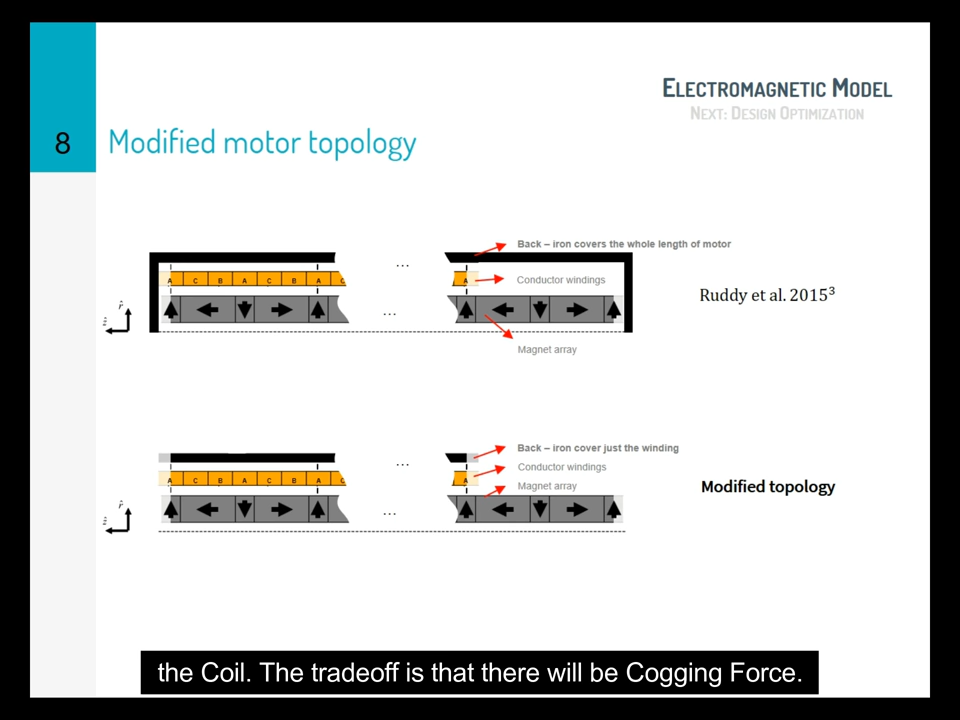 ELECTROMAGNETIC MODEL
NEXT: DESIGN OPTIMIZATION
8
Modified motor topology
Back – iron covers the whole length of motor
...
A C B A C B A C A
Conductor windings
Ruddy et al. 2015³
r̂
...
ẑ
Magnet array
Back – iron cover just the winding
...
Conductor windings
A C B A C B A C A
Magnet array
Modified topology
r̂
...
ẑ
the Coil. The tradeoff is that there will be Cogging Force.